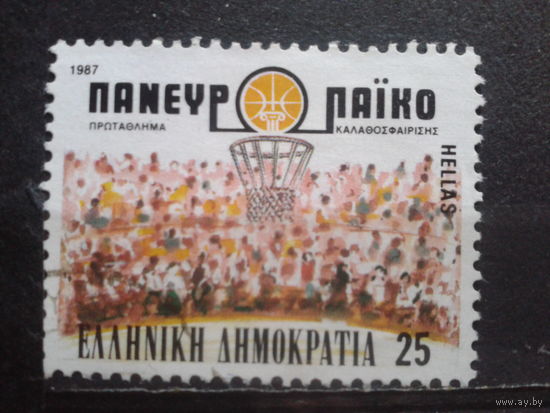 1987
ΠΑΝΕΥΡΩΠΑΪΚΟ
ΠΡΩΤΑΘΛΗΜΑ ΚΑΛΑΘΟΣΦΑΙΡΙΣΗΣ
HELLAS
ΕΛΛΗΝΙΚΗ ΔΗΜΟΚΡΑΤΙΑ 25
www.ay.by